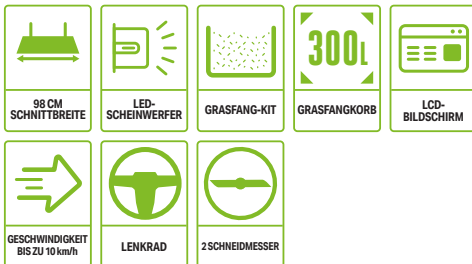 98 CM
SCHNITTBREITE
LED-
SCHEINWERFER
GRASFANG-KIT
300L
GRASFANGKORB
LCD-
BILDSCHIRM
GESCHWINDIGKEIT
BIS ZU 10 km/h
LENKRAD
2 SCHNEIDMESSER